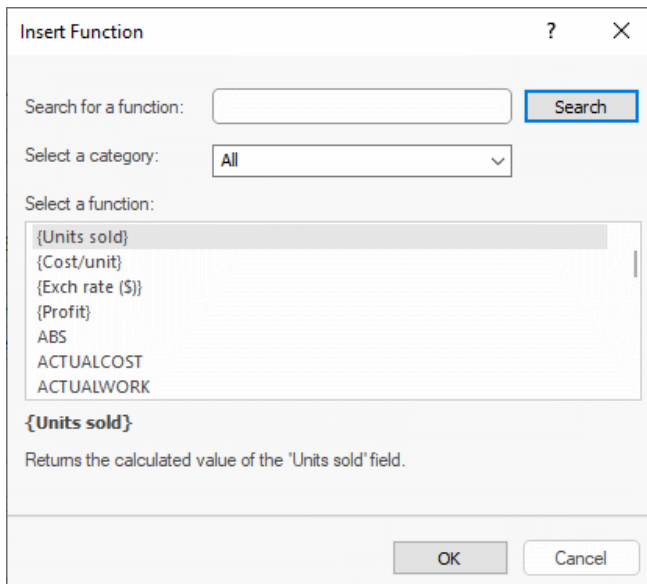 Insert Function
?
Search for a function:
Search
Select a category:
All
Select a function:
{Units sold}
{Cost/unit}
{Exch rate ($)}
{Profit}
ABS
ACTUALCOST
ACTUALWORK
{Units sold}
Returns the calculated value of the 'Units sold' field.
OK
Cancel